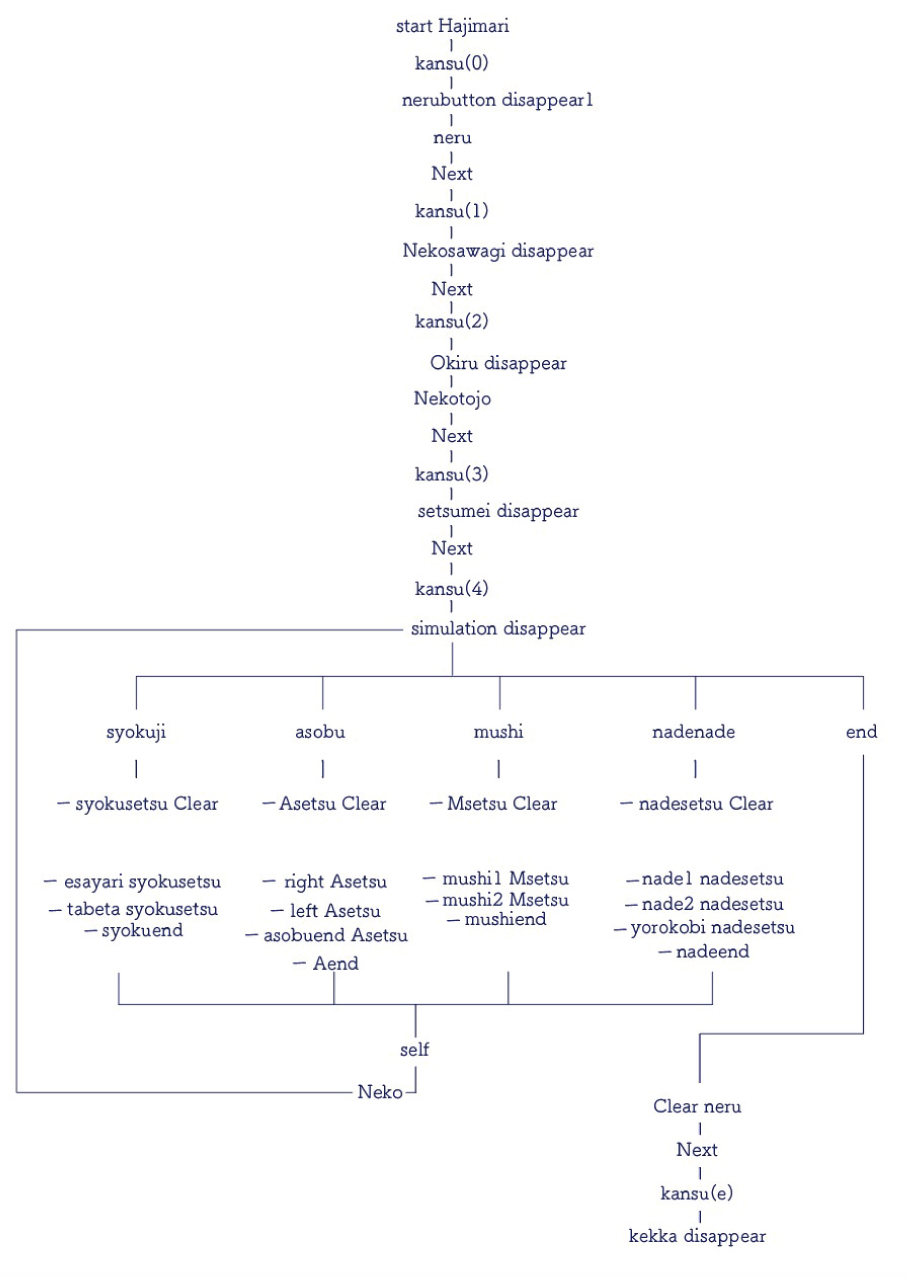 start Hajimari
kansu(0)
nerubutton disappear1
neru
Next
kansu(1)
Nekosawagi disappear
Next
kansu(2)
Okiru disappear
Nekotojo
Next
kansu(3)
setsumei disappear
Next
kansu(4)
simulation disappear
syokuji
asobu
mushi
nadenade
end
syokusetsu Clear
Asetsu Clear
Msetsu Clear
nadesetsu Clear
esayari syokusetsu
tabeta syokusetsu
syokuend
right Asetsu
left Asetsu
asobuend Asetsu
Aend
mushi1 Msetsu
mushi2 Msetsu
mushiend
nade1 nadesetsu
nade2 nadesetsu
yorokobi nadesetsu
nadeend
self
Neko
Clear neru
Next
kansu(e)
kekka disappear